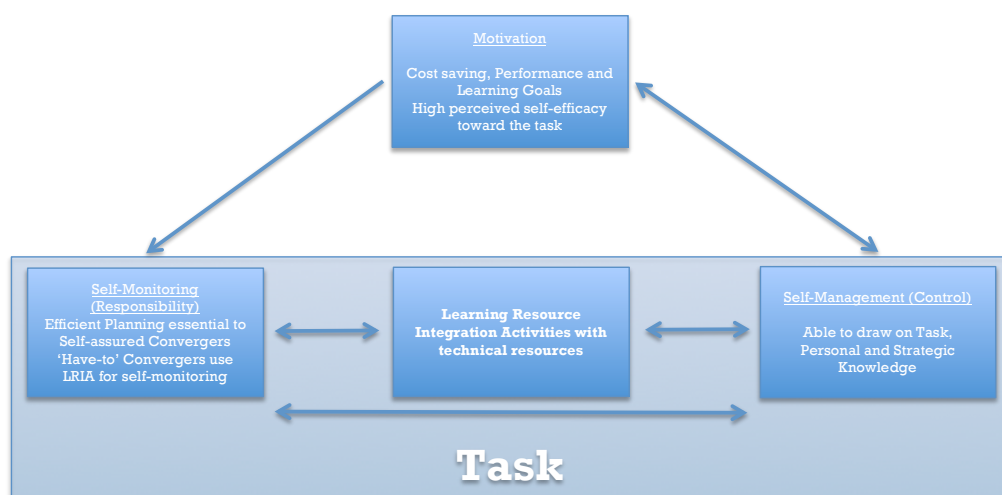 Motivation
Cost saving, Performance and
Learning Goals
High perceived self-efficacy
toward the task
Self-Monitoring
(Responsibility)
Efficient Planning essential to
Self-assured Convergers
‘Have-to’ Convergers use
LRIA for self-monitoring
Learning Resource
Integration Activities with
technical resources
Self-Management (Control)
Able to draw on Task,
Personal and Strategic
Knowledge
Task